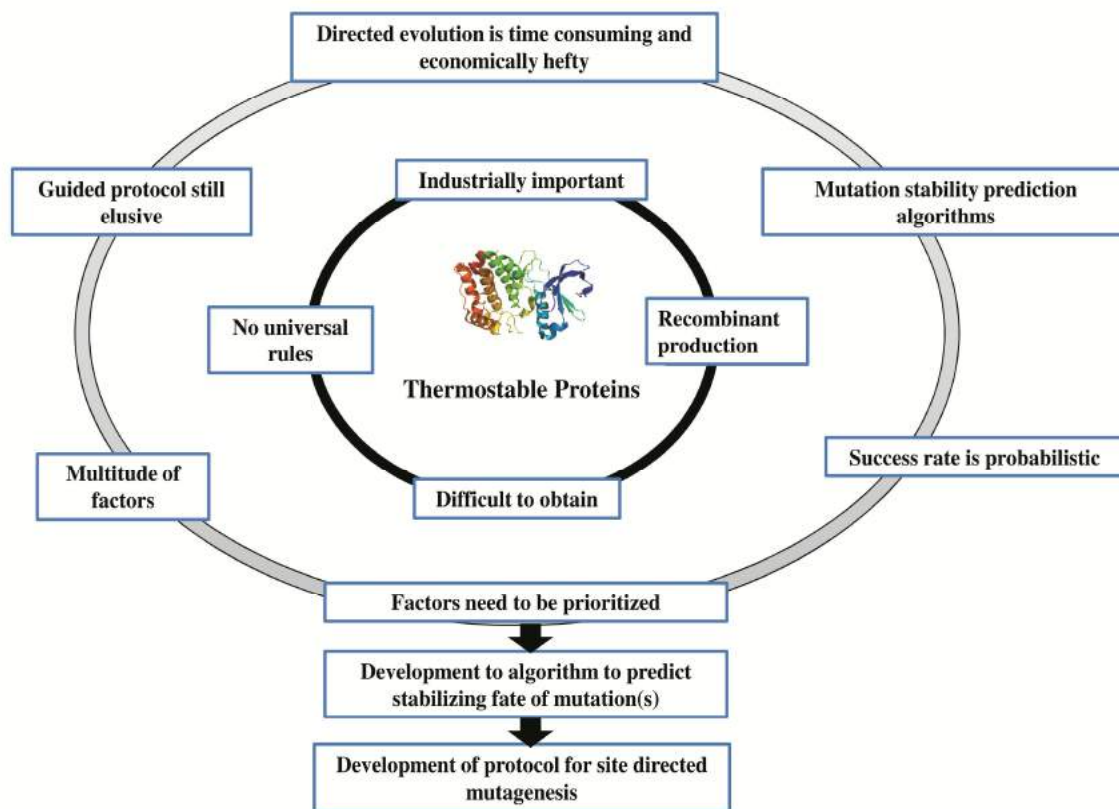 Directed evolution is time consuming and
economically hefty
Guided protocol still
elusive
Industrially important
Mutation stability prediction
algorithms
No universal
rules
Recombinant
production
Thermostable Proteins
Multitude of
factors
Difficult to obtain
Success rate is probabilistic
Factors need to be prioritized
Development to algorithm to predict
stabilizing fate of mutation(s)
Development of protocol for site directed
mutagenesis